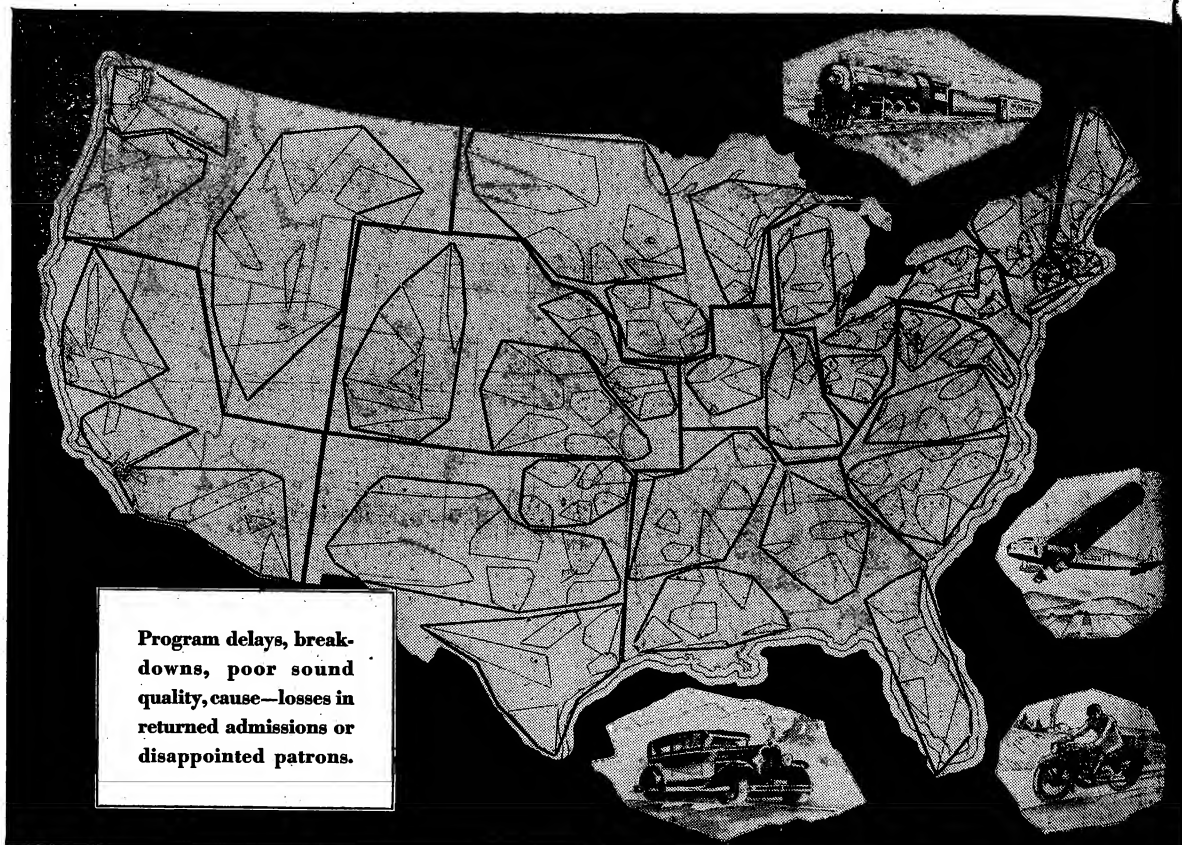 Program delays, break-
downs, poor sound
quality, cause—losses in
returned admissions or
disappointed patrons.